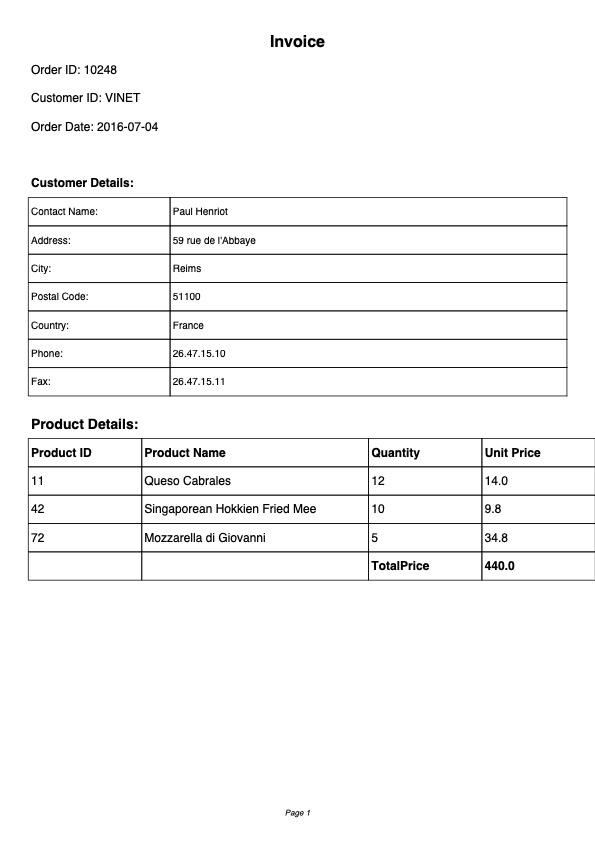 Invoice
Order ID: 10248
Customer ID: VINET
Order Date: 2016-07-04
Customer Details:
Contact Name: Paul Henriot
Address: 59 rue de l'Abbaye
City: Reims
Postal Code: 51100
Country: France
Phone: 26.47.15.10
Fax: 26.47.15.11
Product Details:
Product ID Product Name Quantity Unit Price
11 Queso Cabrales 12 14.0
42 Singaporean Hokkien Fried Mee 10 9.8
72 Mozzarella di Giovanni 5 34.8
TotalPrice 440.0
Page 1